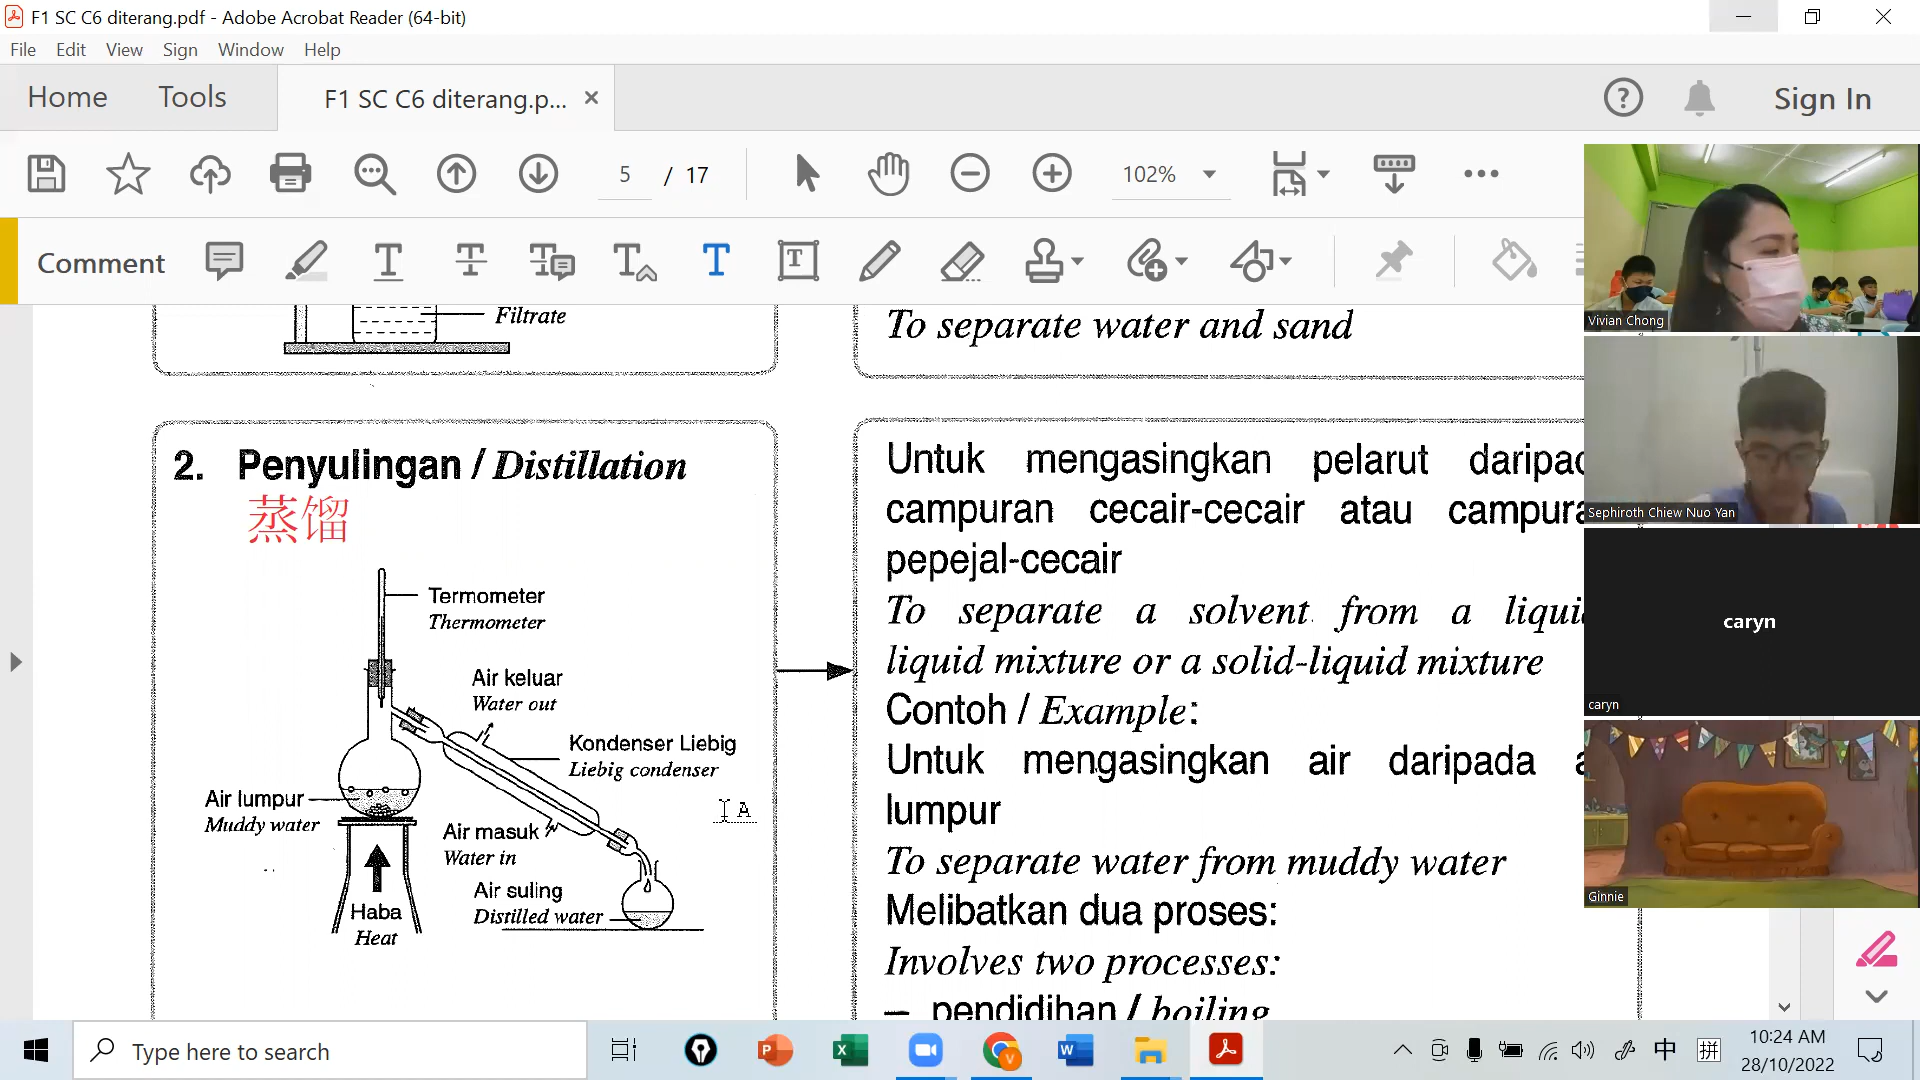 F1 SC C6 diterang.pdf - Adobe Acrobat Reader (64-bit)
File Edit View Sign Window Help
Home Tools F1 SC C6 diterang.p... Sign In
5 / 17 102%
Comment
Filtrate
To separate water and sand
2. Penyulingan / Distillation
蒸馏
Termometer
Thermometer
Air keluar
Water out
Kondenser Liebig
Liebig condenser
Air lumpur
Muddy water
Air masuk
Water in
Air suling
Distilled water
Haba
Heat
Untuk mengasingkan pelarut daripad
campuran cecair-cecair atau campura
pepejal-cecair
To separate a solvent from a liqui
liquid mixture or a solid-liquid mixture
Contoh / Example:
Untuk mengasingkan air daripada a
lumpur
To separate water from muddy water
Melibatkan dua proses:
Involves two processes:
– pendidihan / boiling
Vivian Chong
Sephiroth Chiew Nuo Yan
caryn
caryn
Ginnie
Type here to search
中 拼
10:24 AM
28/10/2022